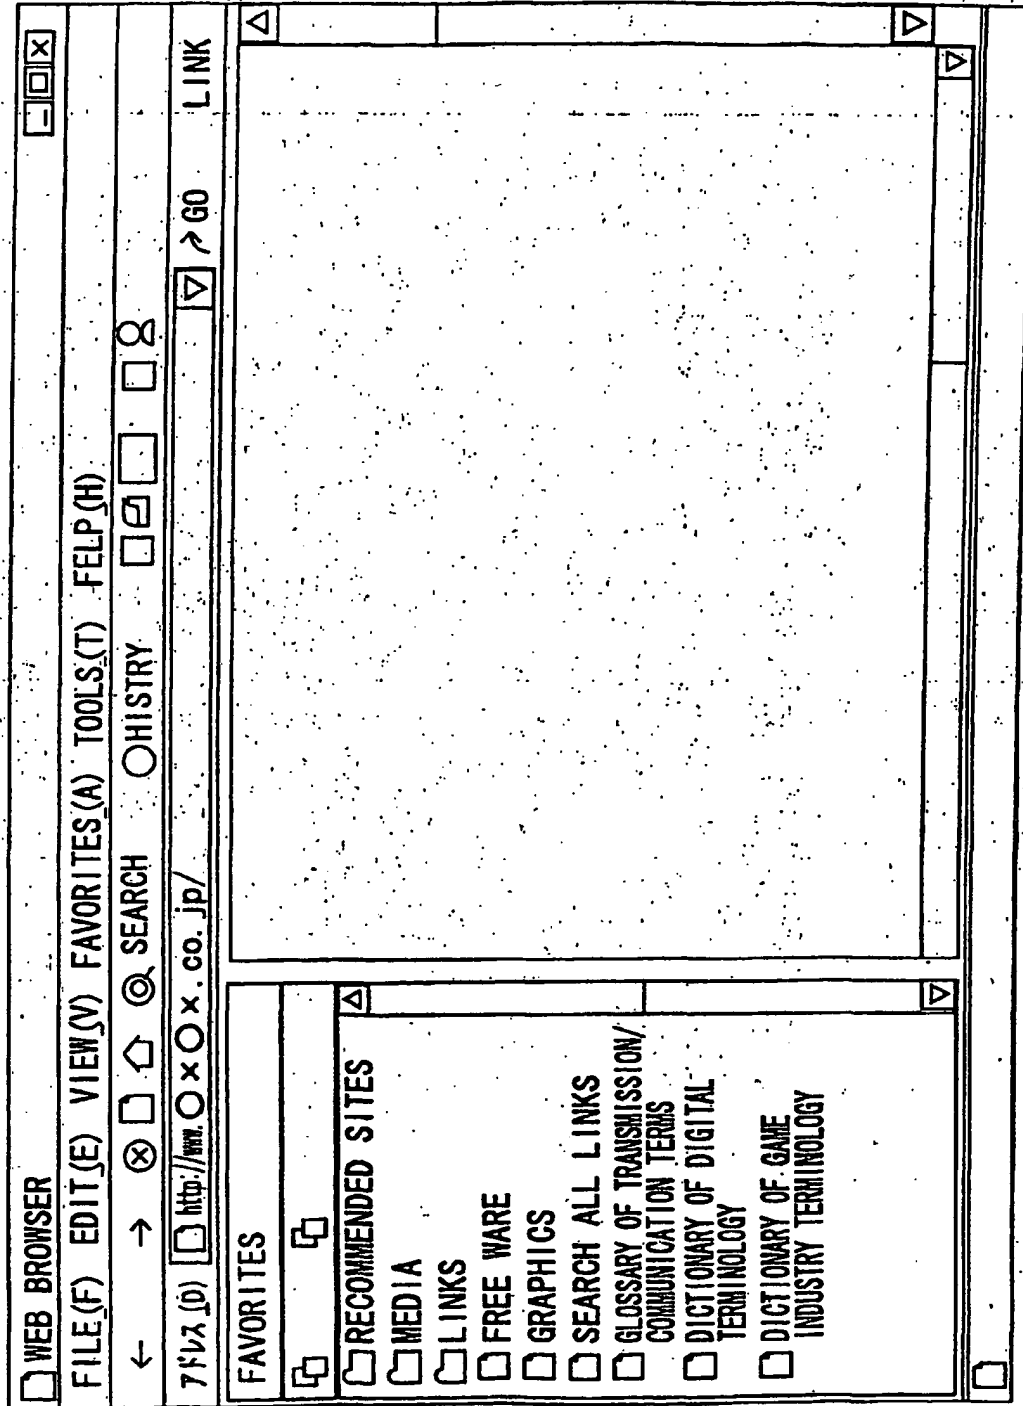 WEB BROWSER
FILE(F) EDIT(E) VIEW(V) FAVORITES(A) TOOLS(T) FELP(H)
SEARCH HISTRY
アドレス(D) http://www.○×○×.co.jp/ GO LINK
FAVORITES
RECOMMENDED SITES
MEDIA
LINKS
FREE WARE
GRAPHICS
SEARCH ALL LINKS
GLOSSARY OF TRANSMISSION/
COMMUNICATION TERMS
DICTIONARY OF DIGITAL
TERMINOLOGY
DICTIONARY OF GAME
INDUSTRY TERMINOLOGY